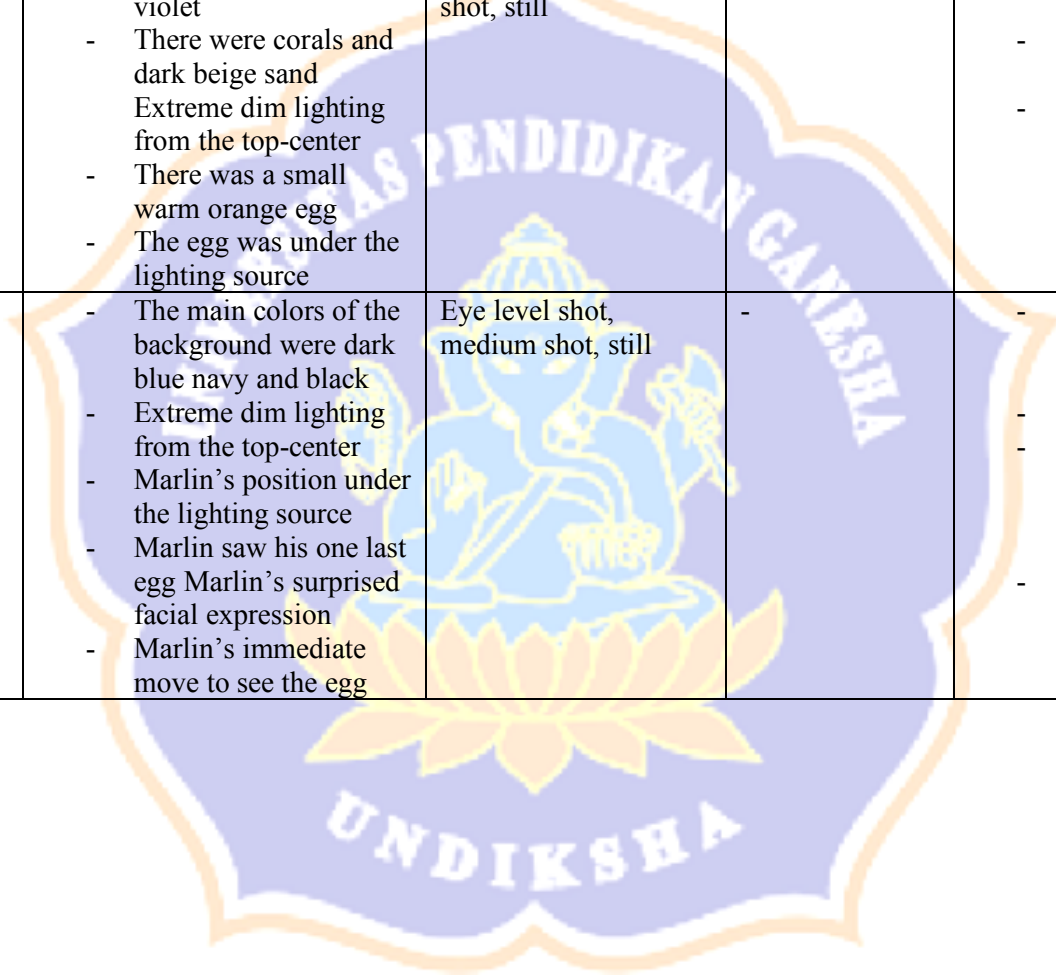 violet
- There were corals and
dark beige sand
Extreme dim lighting
from the top-center
- There was a small
warm orange egg
- The egg was under the
lighting source
shot, still
-
-
- The main colors of the
background were dark
blue navy and black
- Extreme dim lighting
from the top-center
- Marlin’s position under
the lighting source
- Marlin saw his one last
egg Marlin’s surprised
facial expression
- Marlin’s immediate
move to see the egg
Eye level shot,
medium shot, still
-
-
-
-
-
UNIVERSITAS PENDIDIKAN GANESHA
UNDIKSHA